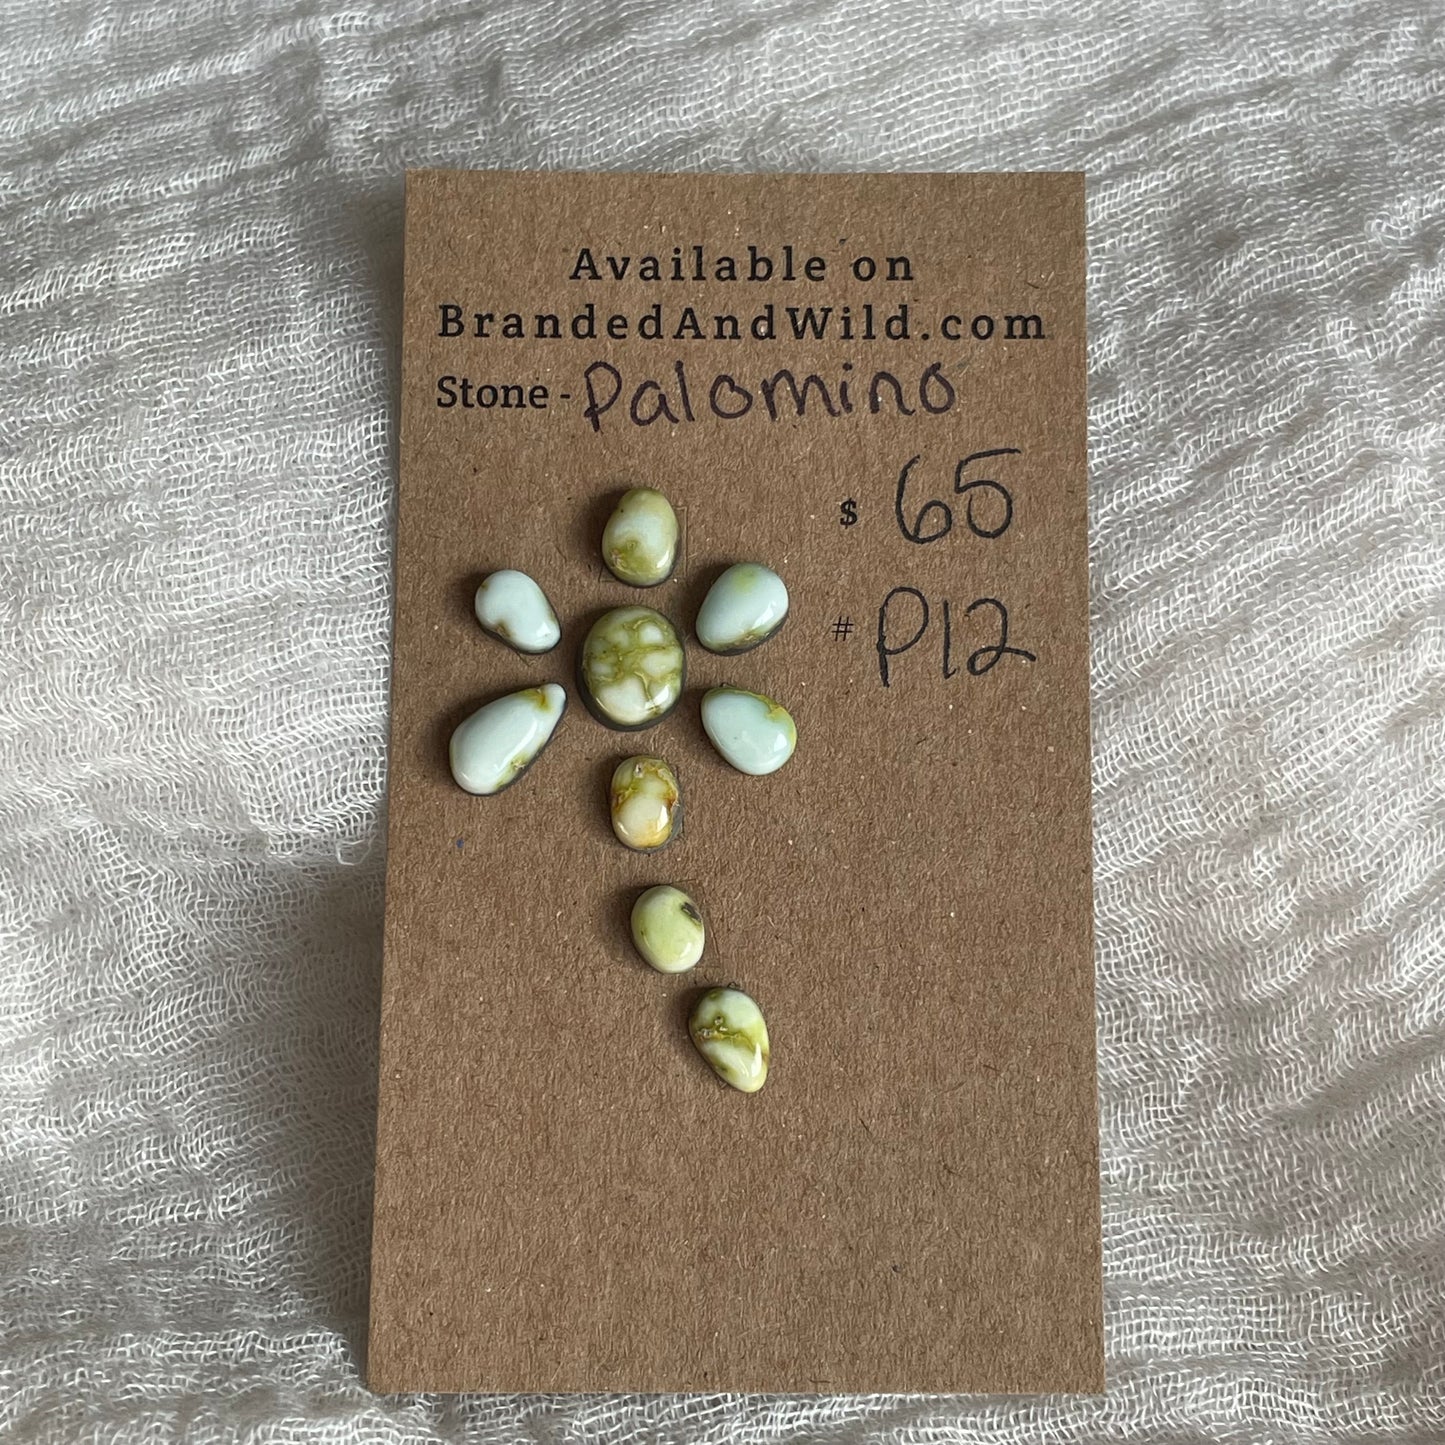 Available on
BrandedAndWild.com
Stone - Palomino
$ 65
# P12